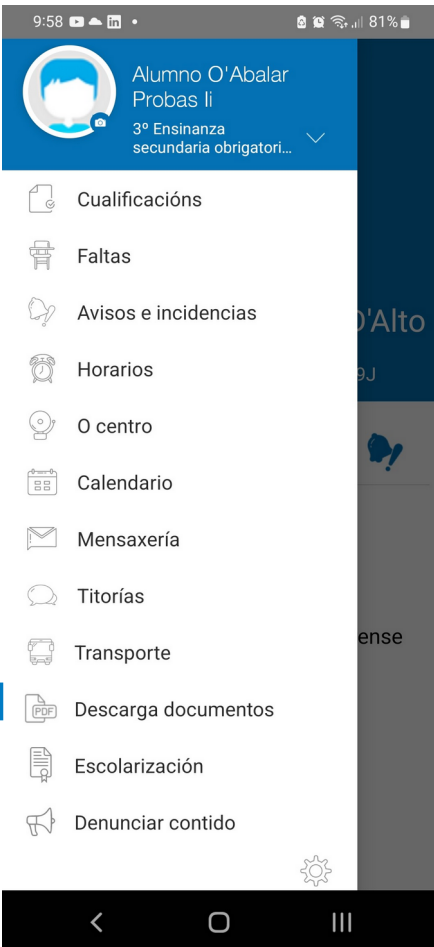 9:58
81%
Alumno O'Abalar
Probas Ii
3º Ensinanza
secundaria obrigatori...
Cualificacións
Faltas
Avisos e incidencias
O'Alto
Horarios
9J
O centro
Calendario
Mensaxería
Titorías
Transporte
ense
PDF
Descarga documentos
Escolarización
Denunciar contido